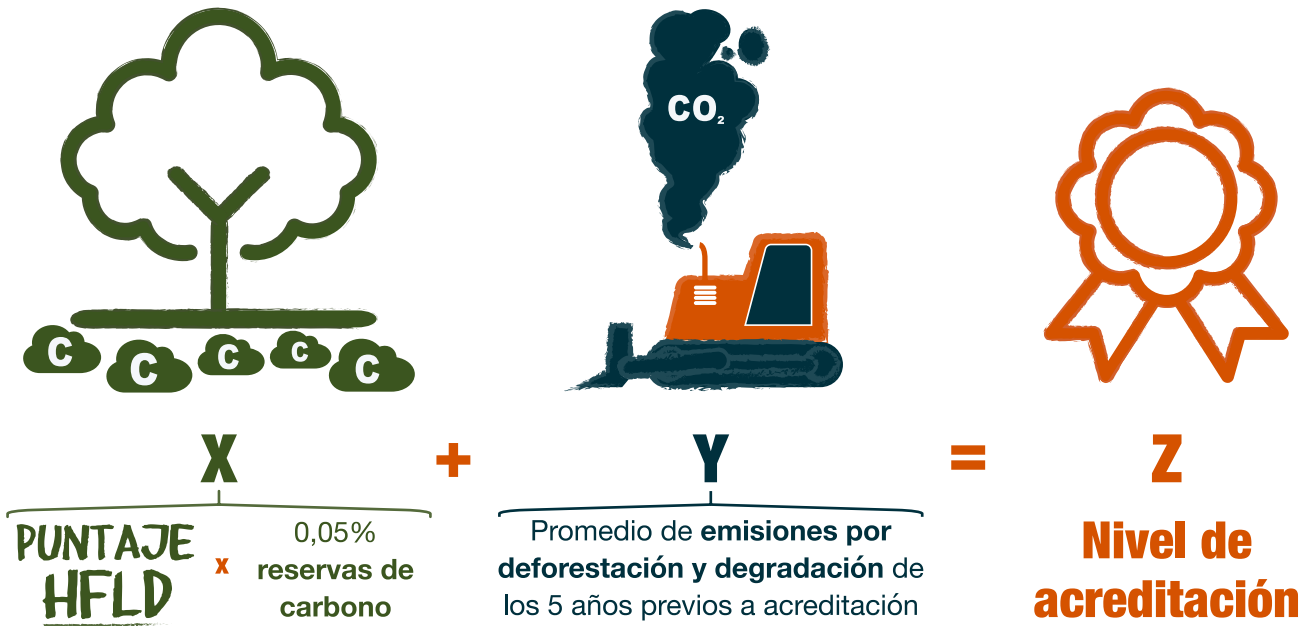 CO₂
C C C C C
X + Y = Z
PUNTAJE
HFLD
x
0,05%
reservas de
carbono
Promedio de emisiones por
deforestación y degradación de
los 5 años previos a acreditación
Nivel de
acreditación